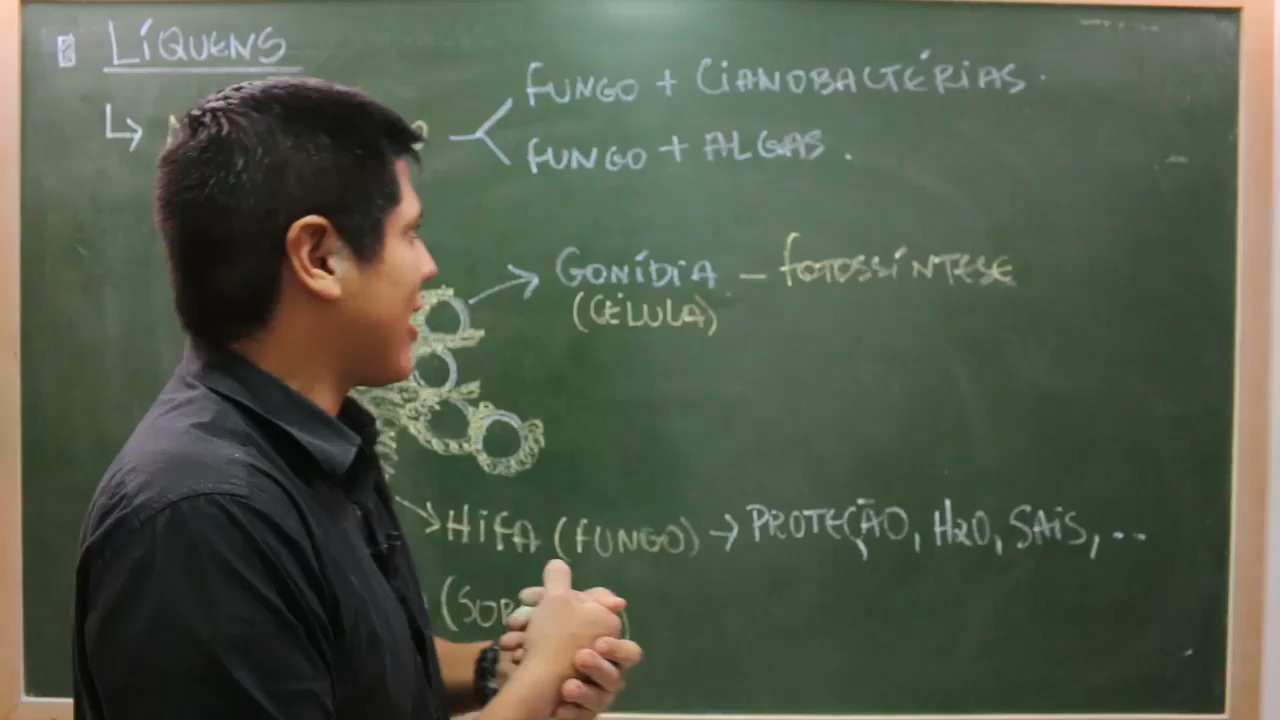 LÍQUENS
FUNGO + CIANOBACTÉRIAS.
FUNGO + ALGAS.
GONÍDIA – FOTOSSÍNTESE
(CÉLULA)
HIFA (FUNGO) → PROTEÇÃO, H2O, SAIS, ...